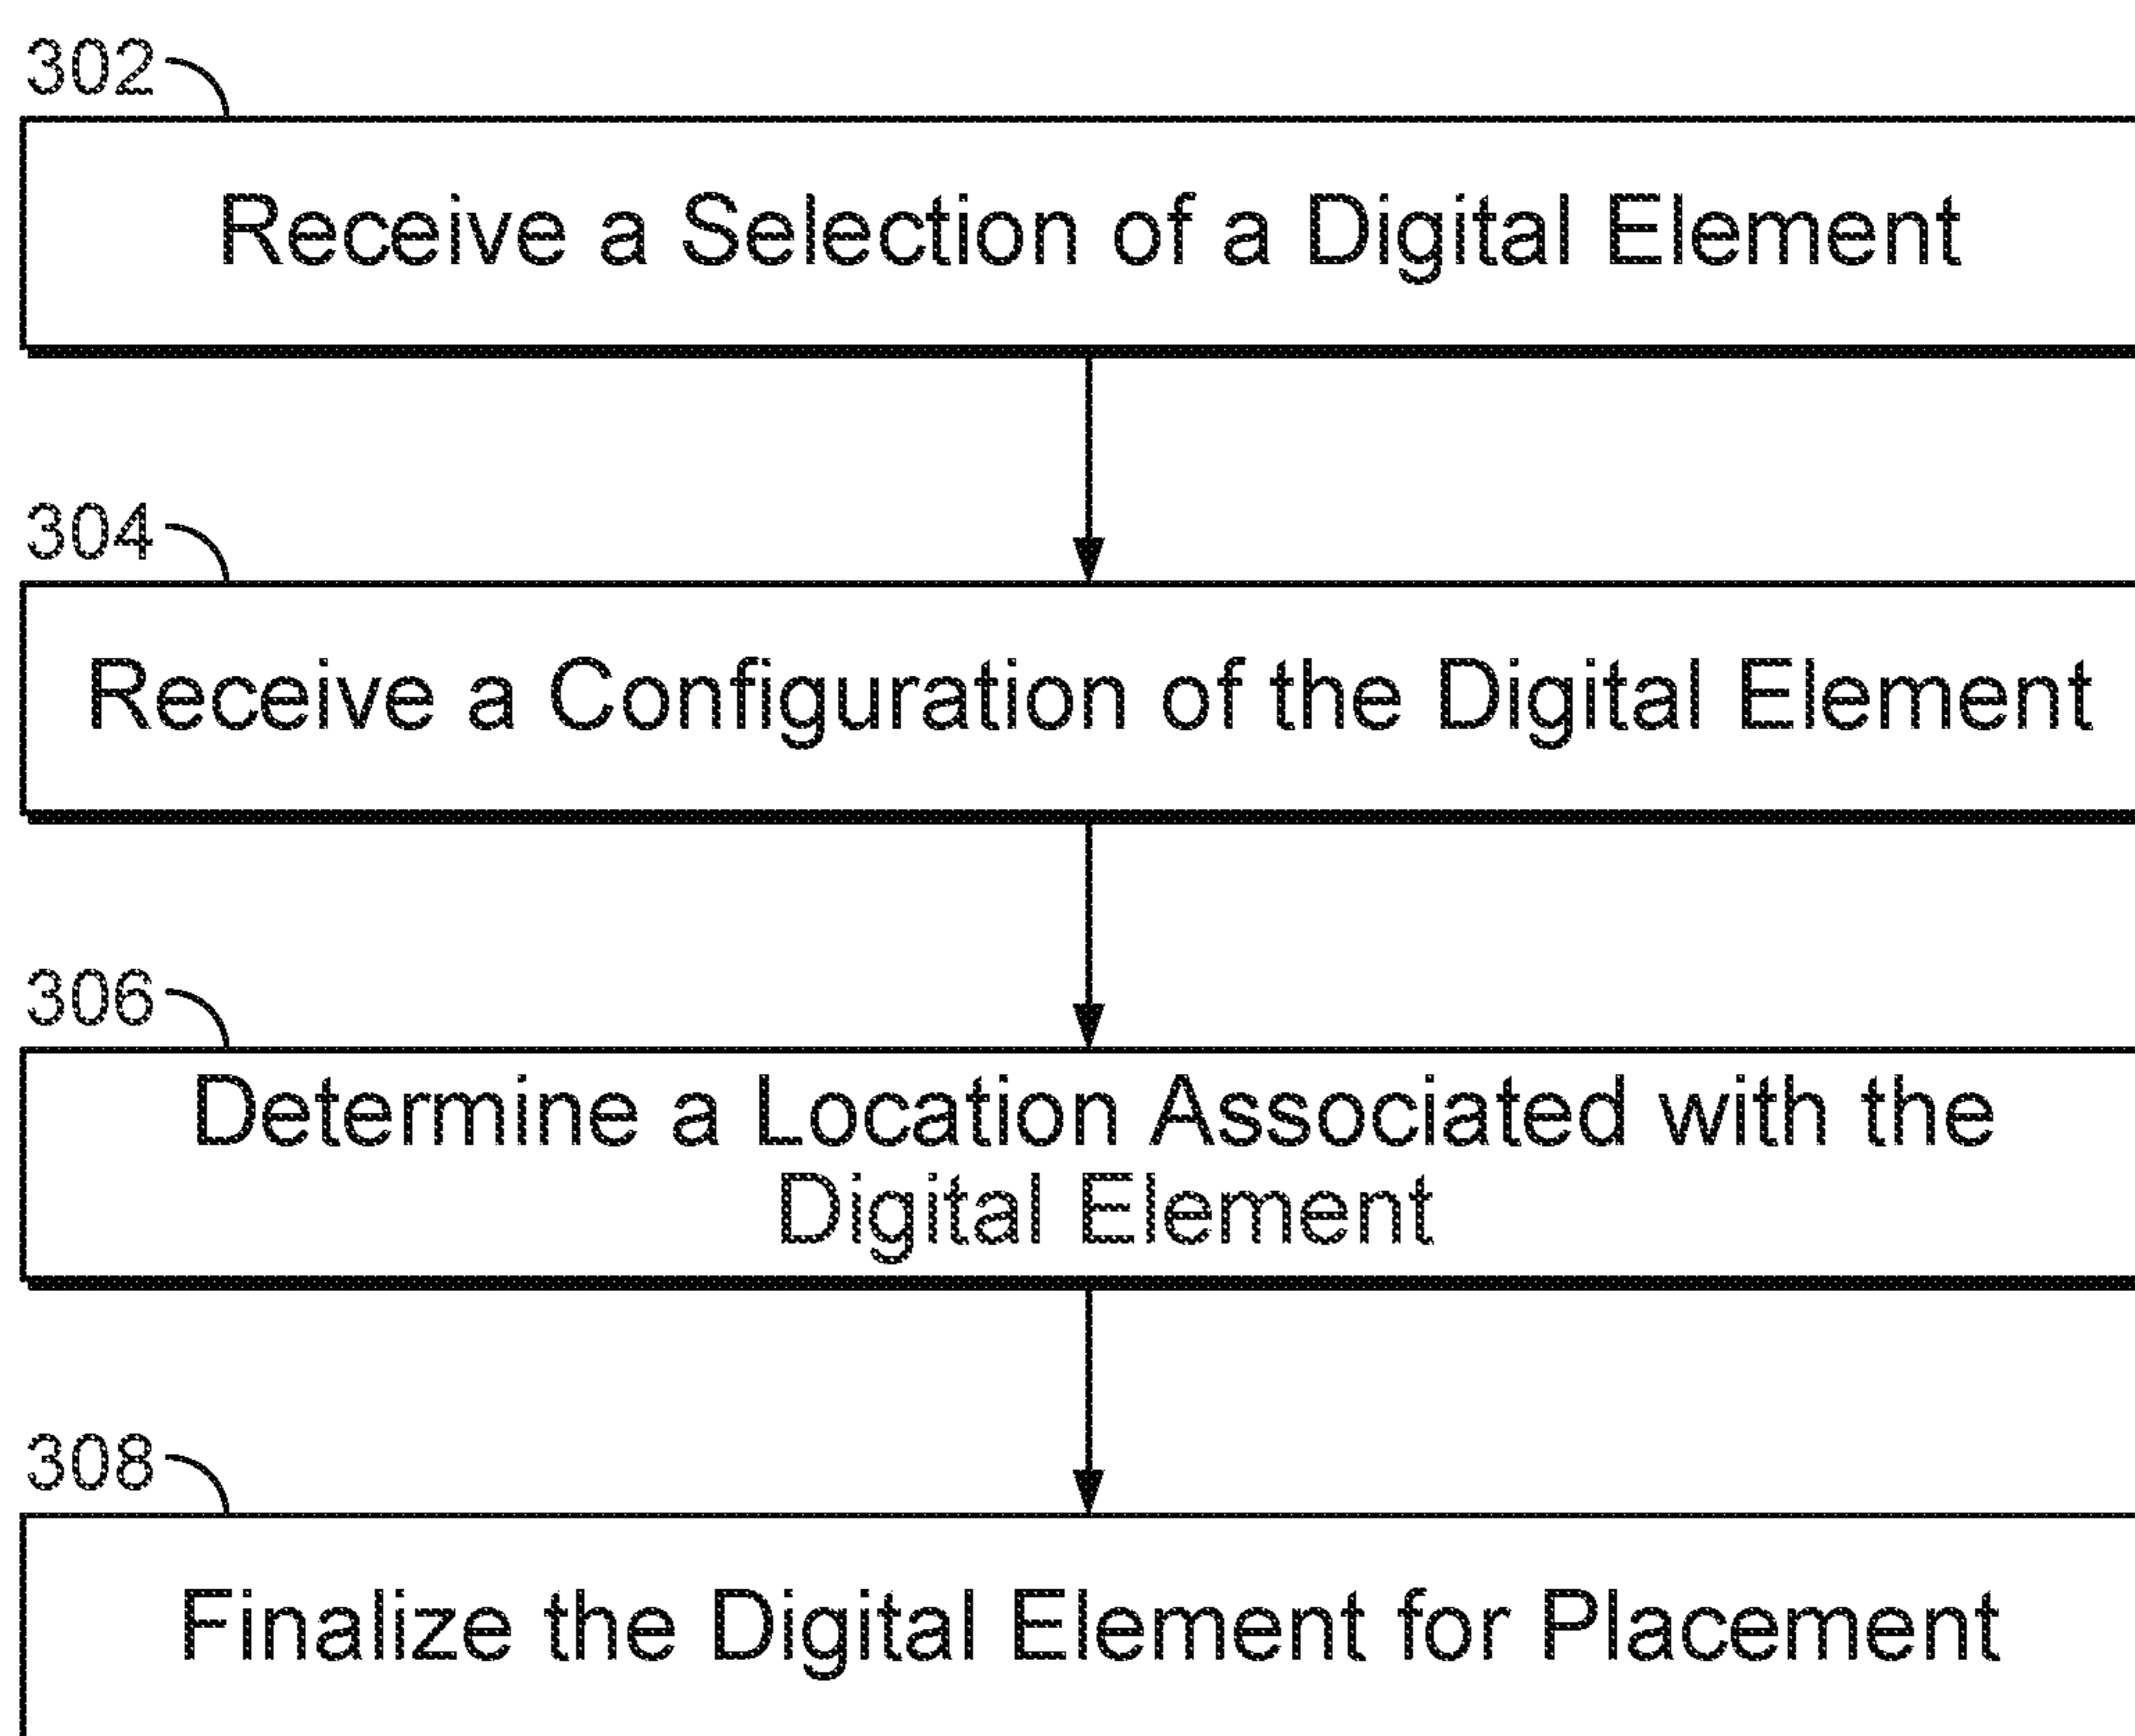 302
Receive a Selection of a Digital Element
304
Receive a Configuration of the Digital Element
306
Determine a Location Associated with the
Digital Element
308
Finalize the Digital Element for Placement